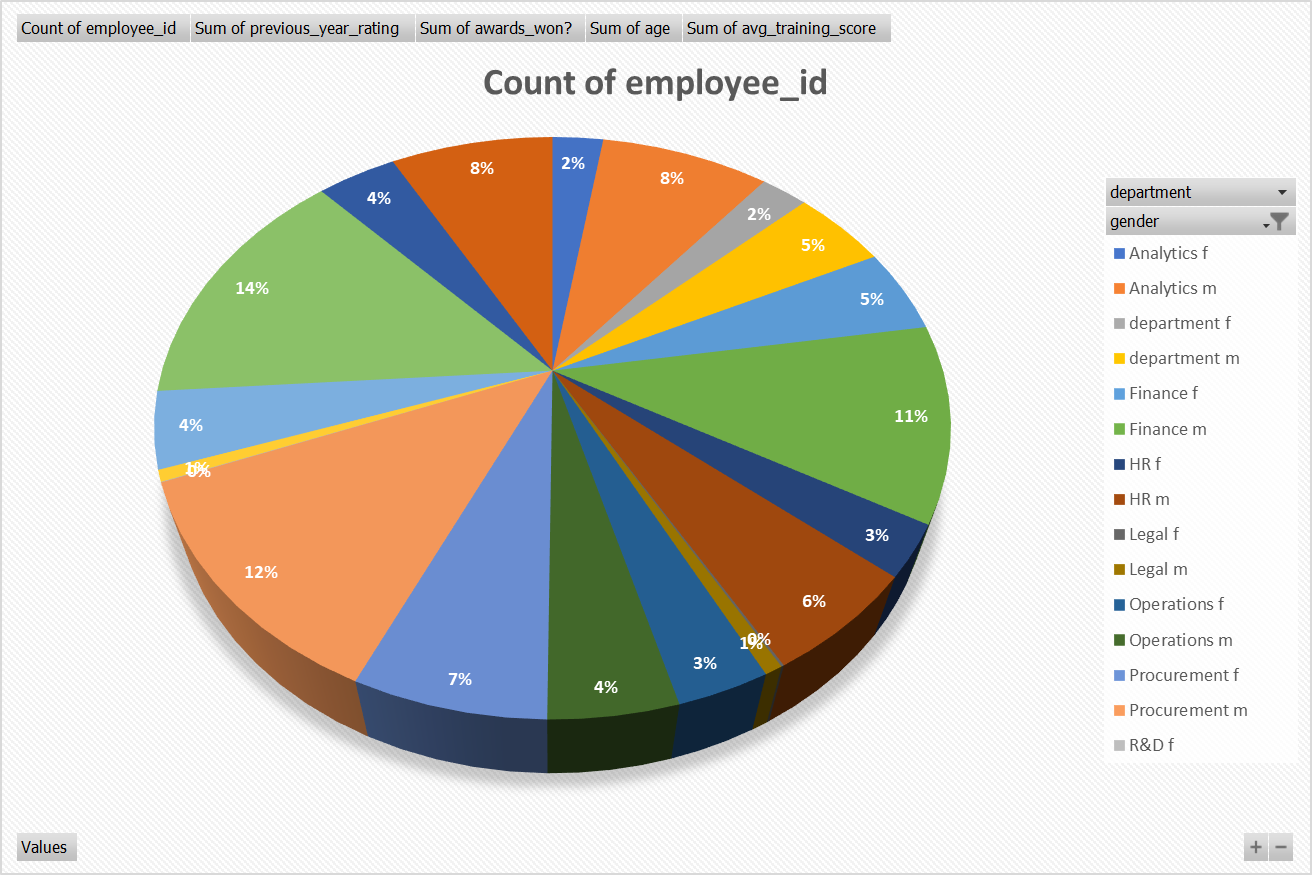 Count of employee_id Sum of previous_year_rating Sum of awards_won? Sum of age Sum of avg_training_score
Count of employee_id
2%
8%
2%
5%
5%
11%
3%
6%
0%
1%
3%
4%
7%
12%
0%
1%
4%
14%
4%
8%
department
gender
Analytics f
Analytics m
department f
department m
Finance f
Finance m
HR f
HR m
Legal f
Legal m
Operations f
Operations m
Procurement f
Procurement m
R&D f
Values
+ −